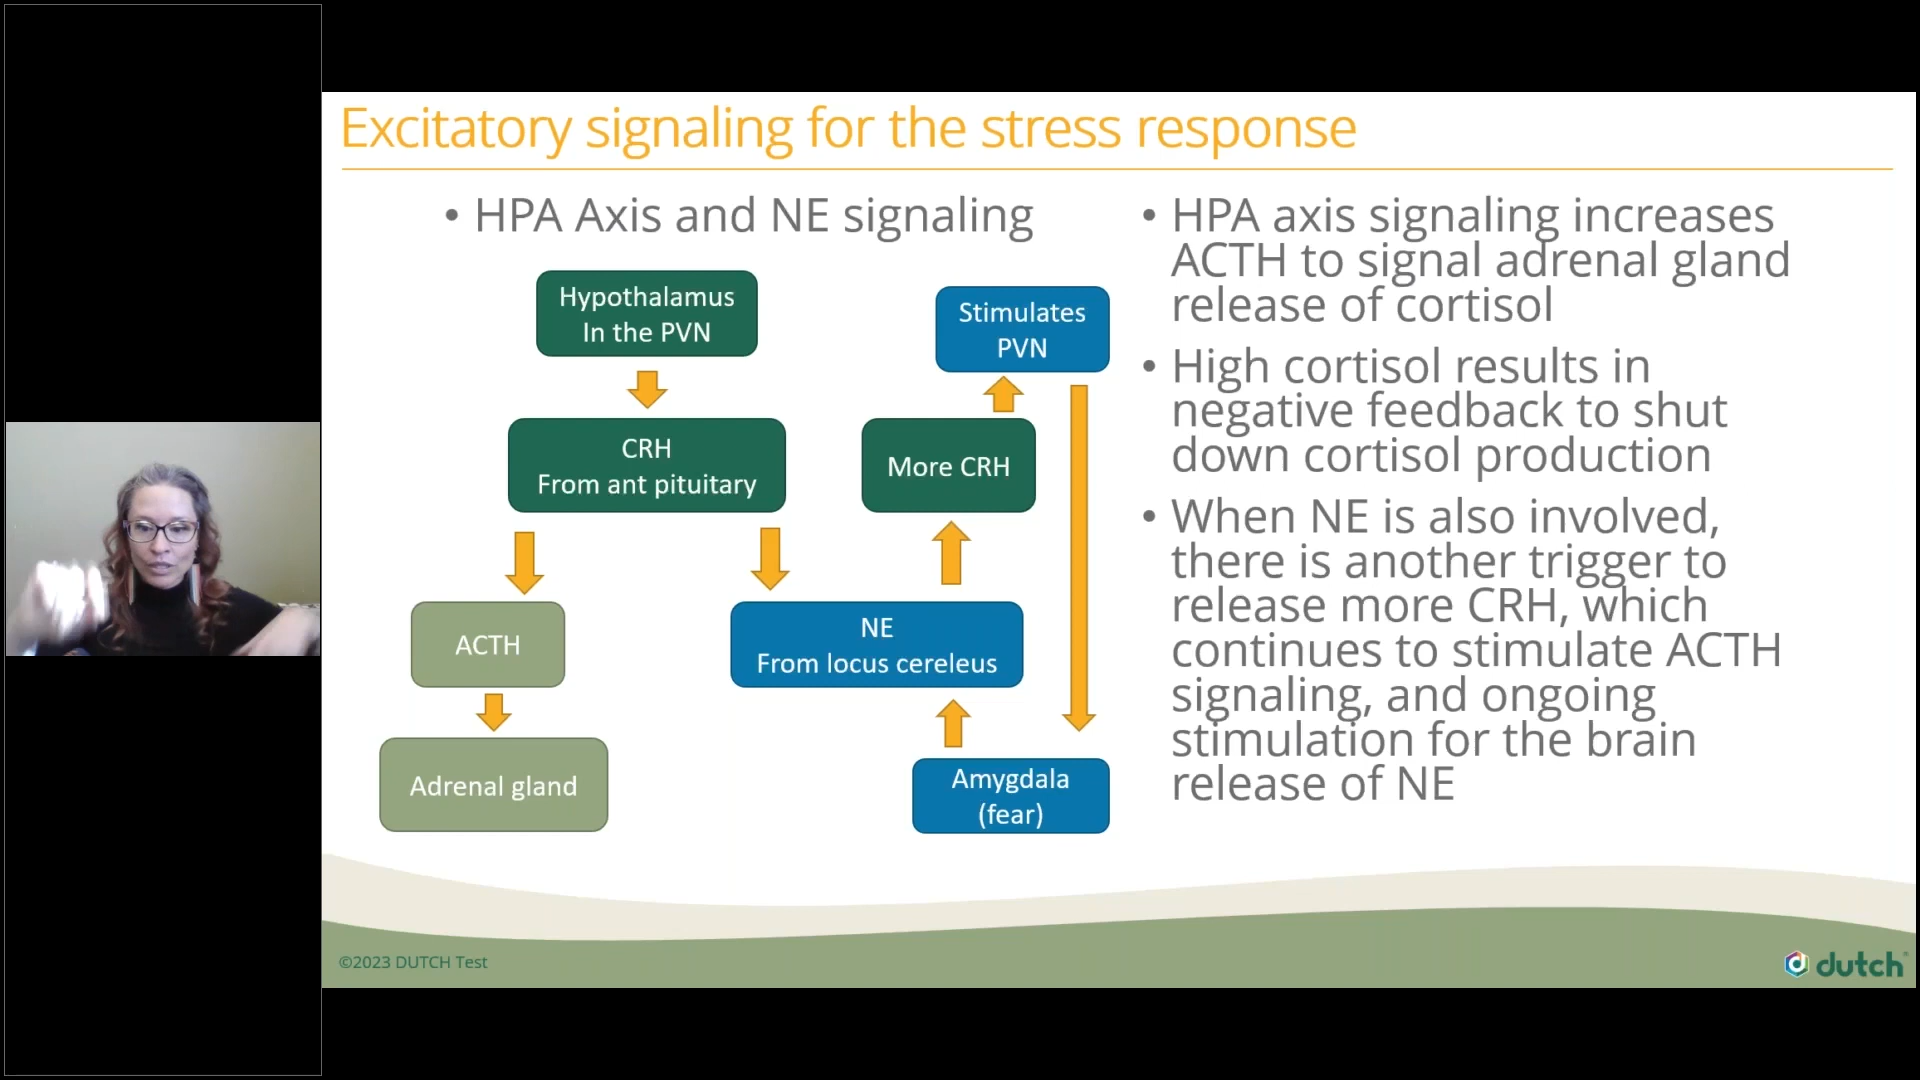 Excitatory signaling for the stress response
• HPA Axis and NE signaling
Hypothalamus
In the PVN
CRH
From ant pituitary
ACTH
Adrenal gland
Stimulates
PVN
More CRH
NE
From locus cereleus
Amygdala
(fear)
• HPA axis signaling increases
ACTH to signal adrenal gland
release of cortisol
• High cortisol results in
negative feedback to shut
down cortisol production
• When NE is also involved,
there is another trigger to
release more CRH, which
continues to stimulate ACTH
signaling, and ongoing
stimulation for the brain
release of NE
©2023 DUTCH Test
dutch